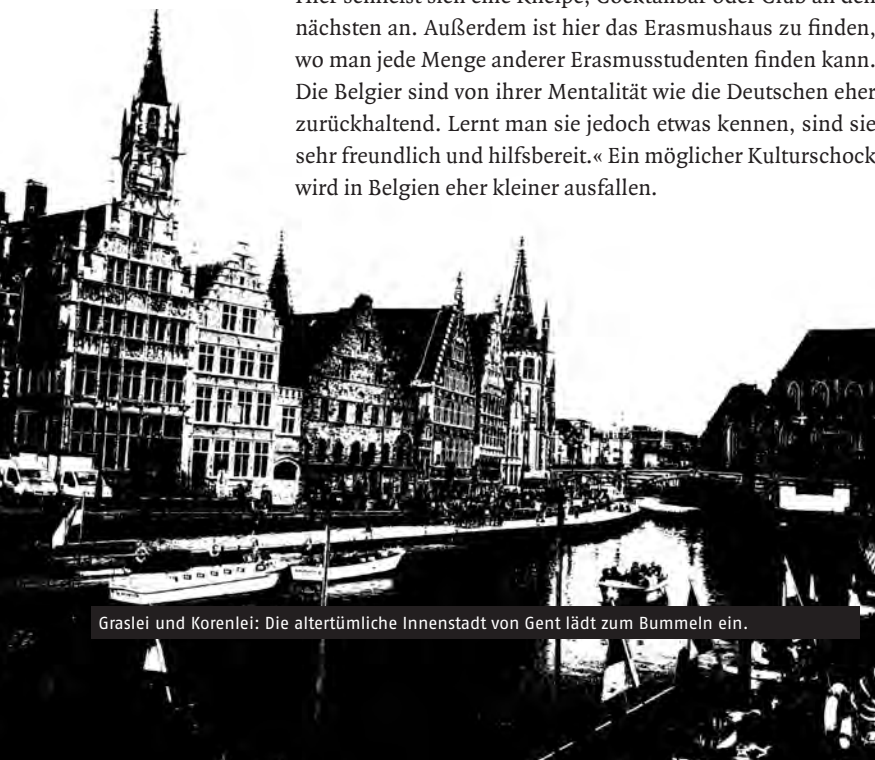 nächsten an. Außerdem ist hier das Erasmushaus zu finden,
wo man jede Menge anderer Erasmusstudenten finden kann.
Die Belgier sind von ihrer Mentalität wie die Deutschen eher
zurückhaltend. Lernt man sie jedoch etwas kennen, sind sie
sehr freundlich und hilfsbereit.« Ein möglicher Kulturschock
wird in Belgien eher kleiner ausfallen.
Graslei und Korenlei: Die altertümliche Innenstadt von Gent lädt zum Bummeln ein.